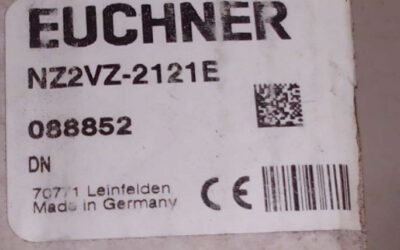 EUCHNER
NZ2VZ-2121E
088852
DN
70771 Leinfelden
Made in Germany
CE